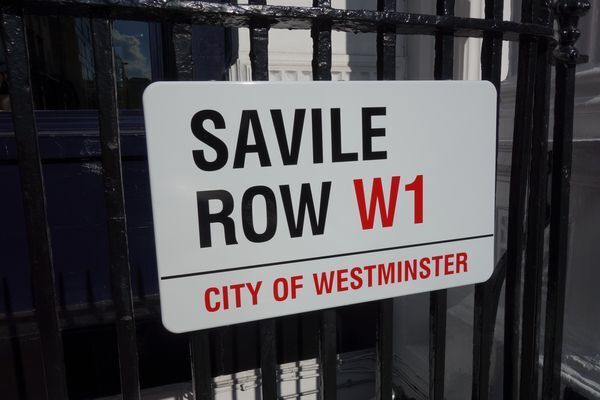 SAVILE
ROW W1
CITY OF WESTMINSTER